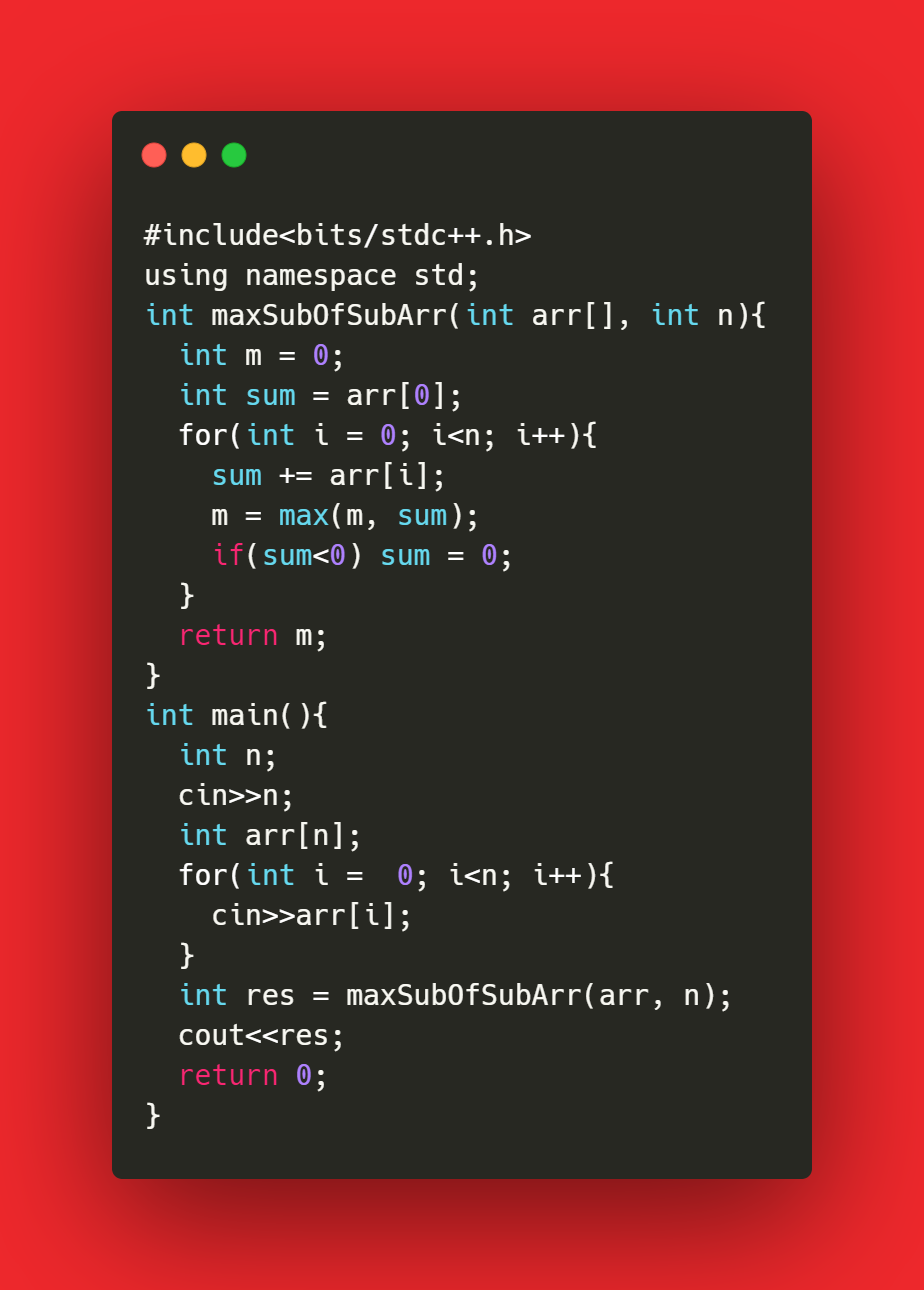 #include<bits/stdc++.h>
using namespace std;
int maxSubOfSubArr(int arr[], int n){
  int m = 0;
  int sum = arr[0];
  for(int i = 0; i<n; i++){
    sum += arr[i];
    m = max(m, sum);
    if(sum<0) sum = 0;
  }
  return m;
}
int main(){
  int n;
  cin>>n;
  int arr[n];
  for(int i =  0; i<n; i++){
    cin>>arr[i];
  }
  int res = maxSubOfSubArr(arr, n);
  cout<<res;
  return 0;
}